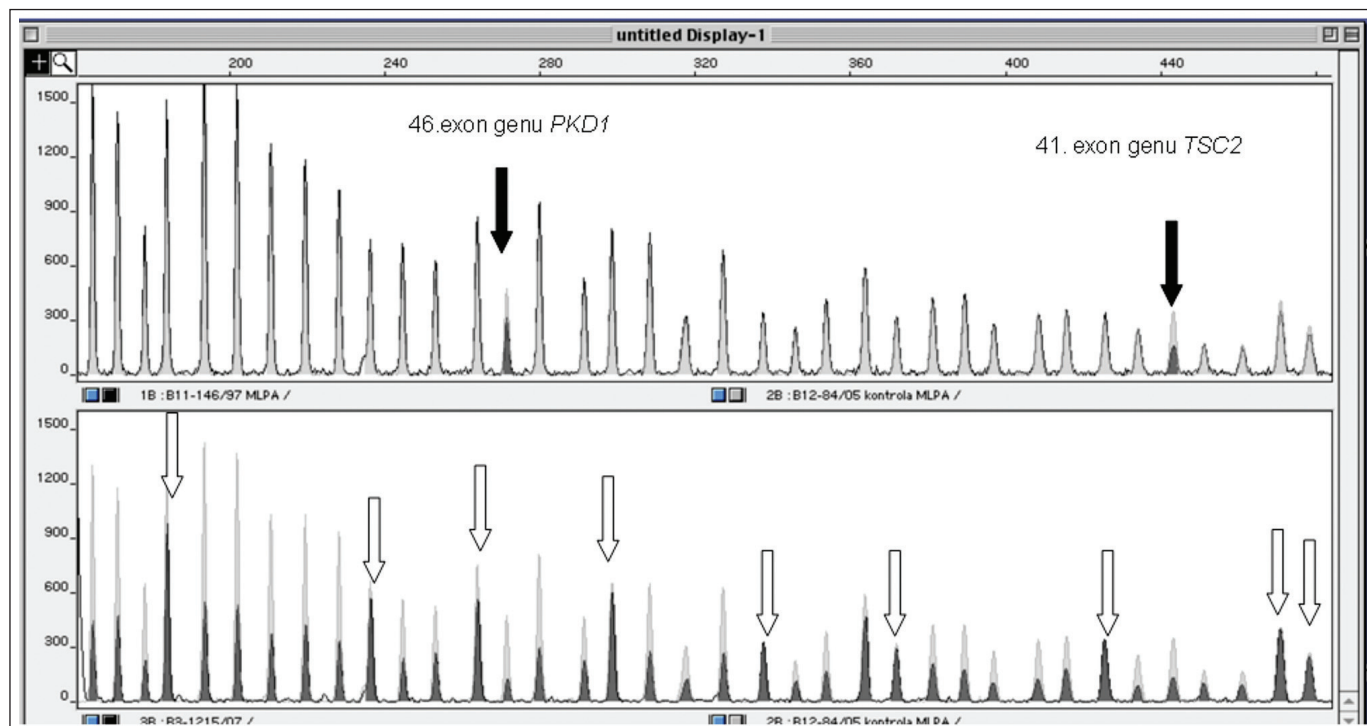 untitled Display-1
200 240 280 320 360 400 440
1500
1200
900
600
300
0
46.exon genu PKD1
41. exon genu TSC2
1B :B11-146/97 MLPA /
2B :B12-84/05 kontrola MLPA /
1500
1200
900
600
300
0
3B :B3-1215/07 /
2B :B12-84/05 kontrola MLPA /